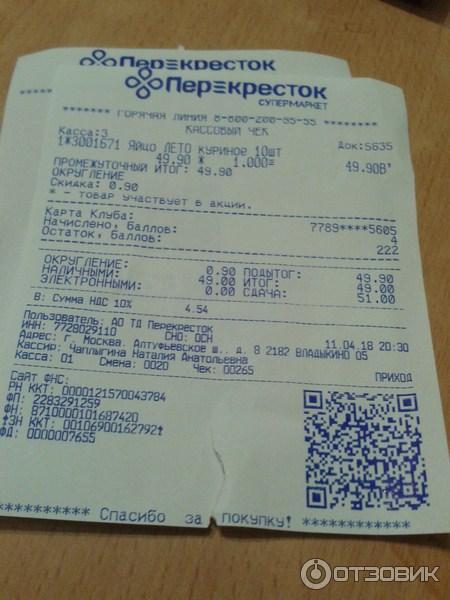 Перекресток
Перекресток
СУПЕРМАРКЕТ
******* ГОРЯЧАЯ ЛИНИЯ 8-800-200-95-55 *******
КАССОВЫЙ ЧЕК
Касса:3 Док:5635
1*3001671 ЯЙЦО ЛЕТО КУРИНОЕ 10шт
49.90 * 1.000= 49.90В*
ПРОМЕЖУТОЧНЫЙ ИТОГ: 49.90
ОКРУГЛЕНИЕ
Скидка: 0.90
* - товар участвует в акции.
Карта Клуба: 7789****5605
Начислено, баллов: 4
Остаток, баллов: 222
ОКРУГЛЕНИЕ: 0.90 ПОДЫТОГ: 49.90
НАЛИЧНЫМИ: 49.00 ИТОГ: 49.00
ЭЛЕКТРОННЫМИ: 0.00 СДАЧА: 51.00
В: Сумма НДС 10% 4.54
Пользователь: АО ТД Перекресток
ИНН: 7728029110 СНО: ОСН 11.04.18 20:30
Адрес: г. Москва. Алтуфьевское ш.. д. 8 2182 ВЛАДЫКИНО 05
Кассир: Чаплыгина Наталия Анатольевна
Касса: 01 Смена: 0020 Чек: 00265 ПРИХОД
Сайт ФНС:
РН ККТ: 0000121570043784
ФП: 2283291259
ФН: 8710000101687420
ЗН ККТ: 00106900162792
ФД: 0000007655
********** Спасибо за покупку! ************
ОТЗОВИК